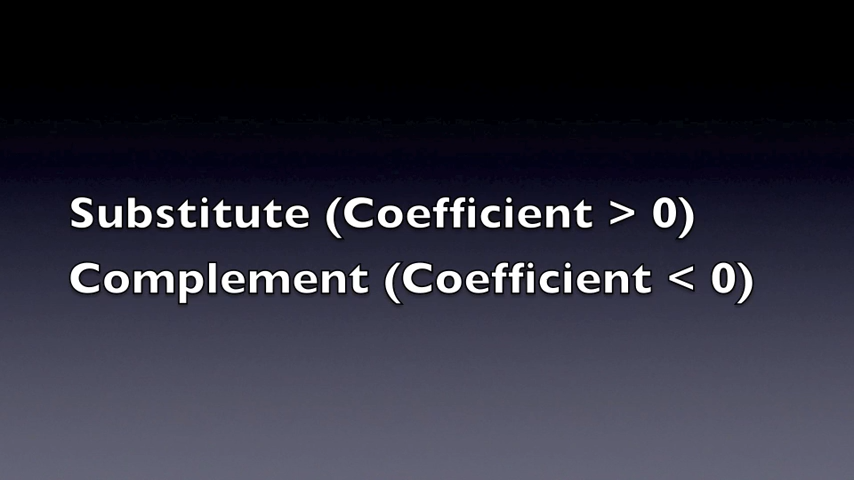 Substitute (Coefficient > 0)
Complement (Coefficient < 0)